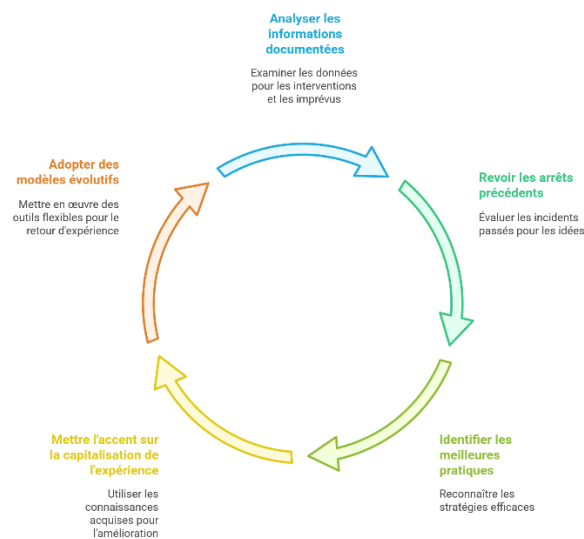 Analyser les
informations
documentées
Examiner les données
pour les interventions
et les imprévus
Revoir les arrêts
précédents
Évaluer les incidents
passés pour les idées
Identifier les
meilleures
pratiques
Reconnaître les
stratégies efficaces
Mettre l'accent sur
la capitalisation de
l'expérience
Utiliser les
connaissances
acquises pour
l'amélioration
Adopter des
modèles évolutifs
Mettre en œuvre des
outils flexibles pour le
retour d'expérience